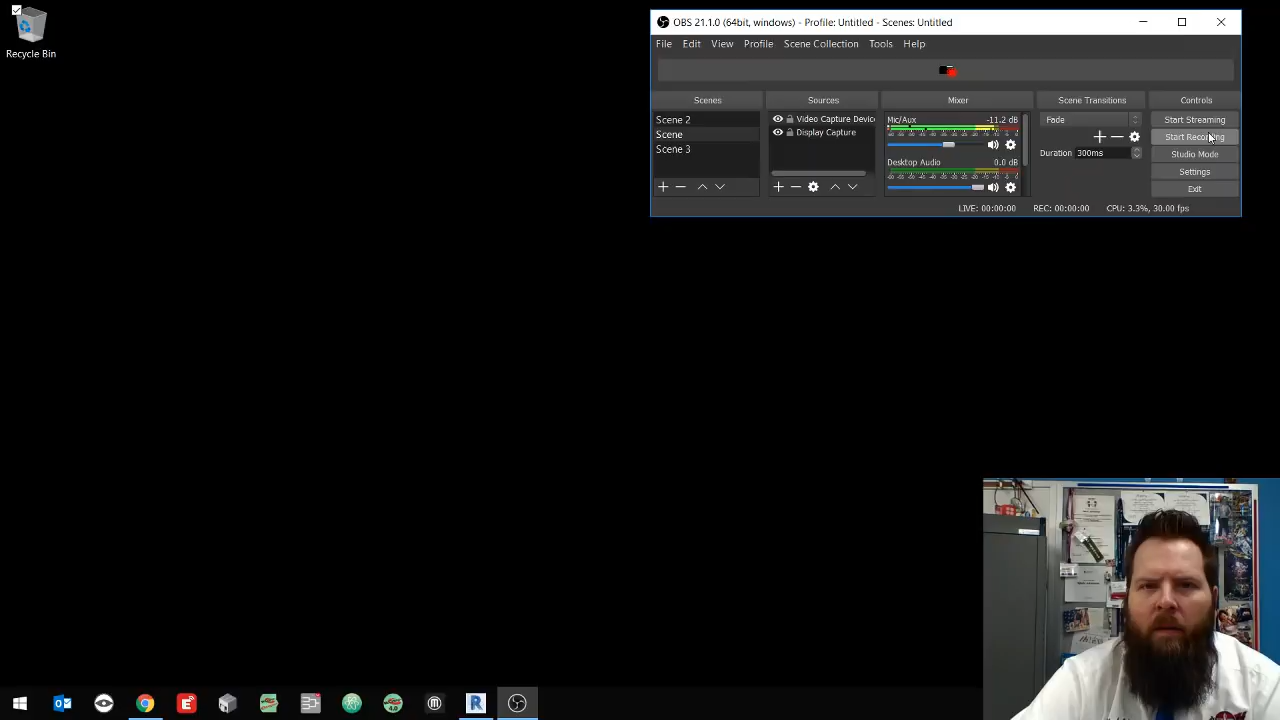 Recycle Bin
OBS 21.1.0 (64bit, windows) - Profile: Untitled - Scenes: Untitled
File Edit View Profile Scene Collection Tools Help
Scenes Sources Mixer Scene Transitions Controls
Scene 2
Scene
Scene 3
Video Capture Devic
Display Capture
Mic/Aux -11.2 dB
Desktop Audio 0.0 dB
Fade
Duration 300ms
Start Streaming
Start Recording
Studio Mode
Settings
Exit
LIVE: 00:00:00 REC: 00:00:00 CPU: 3.3%, 30.00 fps